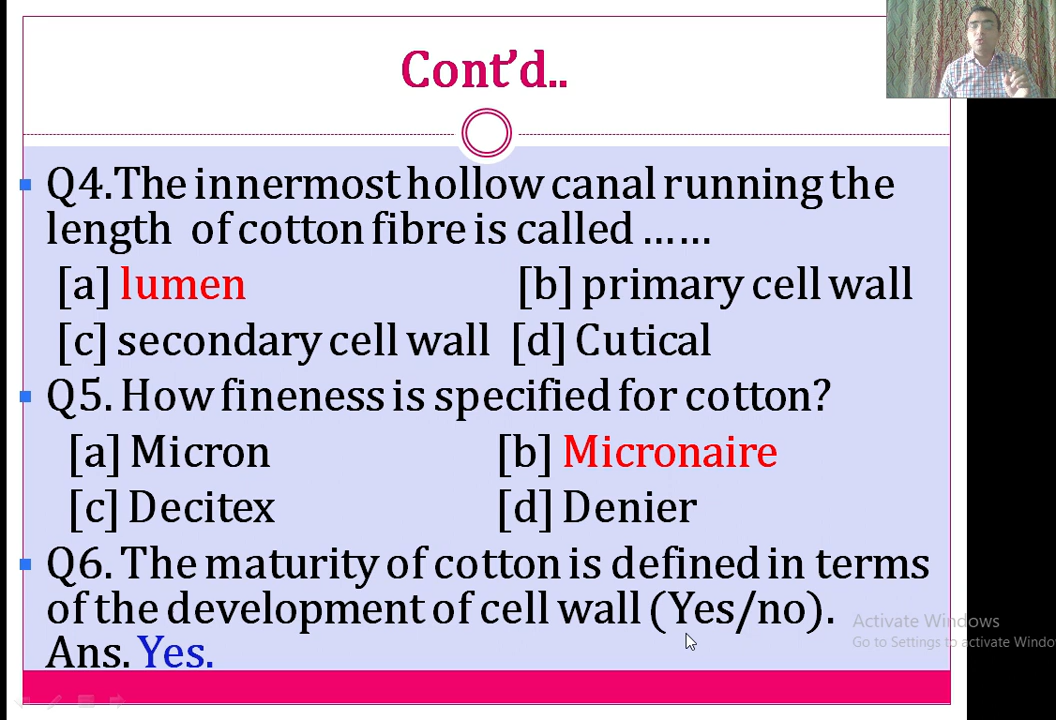 Cont'd..
Q4.The innermost hollow canal running the
length of cotton fibre is called ......
[a] lumen [b] primary cell wall
[c] secondary cell wall [d] Cutical
Q5. How fineness is specified for cotton?
[a] Micron [b] Micronaire
[c] Decitex [d] Denier
Q6. The maturity of cotton is defined in terms
of the development of cell wall (Yes/no).
Ans. Yes.
Activate Windows
Go to Settings to activate Windo